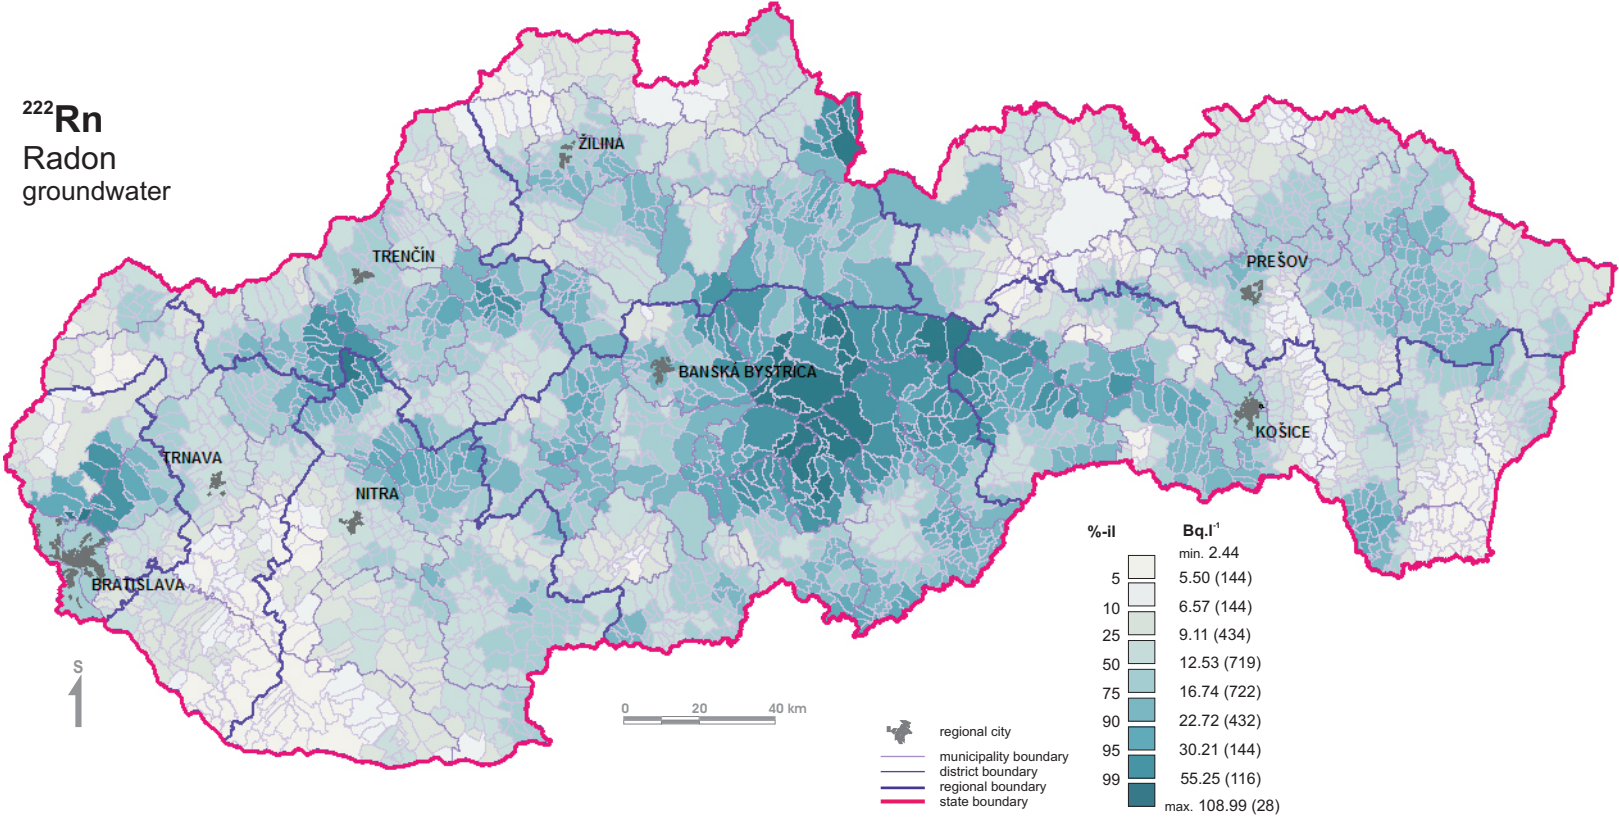 ²²²Rn
Radon
groundwater
ŽILINA
TRENČÍN
PREŠOV
BANSKÁ BYSTRICA
KOŠICE
TRNAVA
NITRA
BRATISLAVA
S
0 20 40 km
regional city
municipality boundary
district boundary
regional boundary
state boundary
%-il Bq.l⁻¹
min. 2.44
5 5.50 (144)
10 6.57 (144)
25 9.11 (434)
50 12.53 (719)
75 16.74 (722)
90 22.72 (432)
95 30.21 (144)
99 55.25 (116)
max. 108.99 (28)